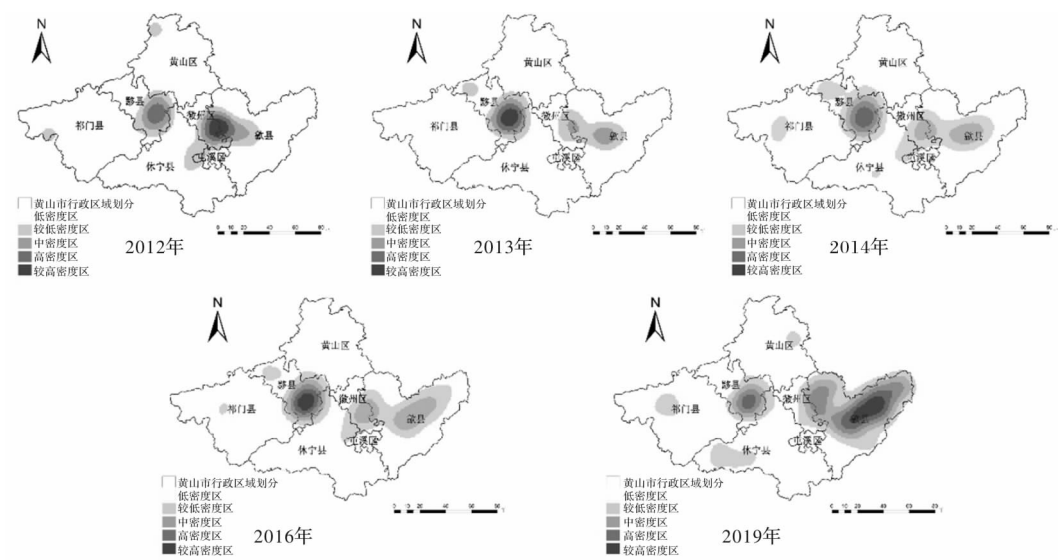 N
黄山区
黟县
祁门县
徽州区
歙县
屯溪区
休宁县
黄山市行政区域划分
低密度区
较低密度区
中密度区
高密度区
较高密度区
2012年
N
黄山区
黟县
祁门县
徽州区
歙县
屯溪区
休宁县
黄山市行政区域划分
低密度区
较低密度区
中密度区
高密度区
较高密度区
2013年
N
黄山区
黟县
祁门县
徽州区
歙县
屯溪区
休宁县
黄山市行政区域划分
低密度区
较低密度区
中密度区
高密度区
较高密度区
2014年
N
黄山区
黟县
祁门县
徽州区
歙县
屯溪区
休宁县
黄山市行政区域划分
低密度区
较低密度区
中密度区
高密度区
较高密度区
2016年
N
黄山区
黟县
祁门县
徽州区
歙县
屯溪区
休宁县
黄山市行政区域划分
低密度区
较低密度区
中密度区
高密度区
较高密度区
2019年